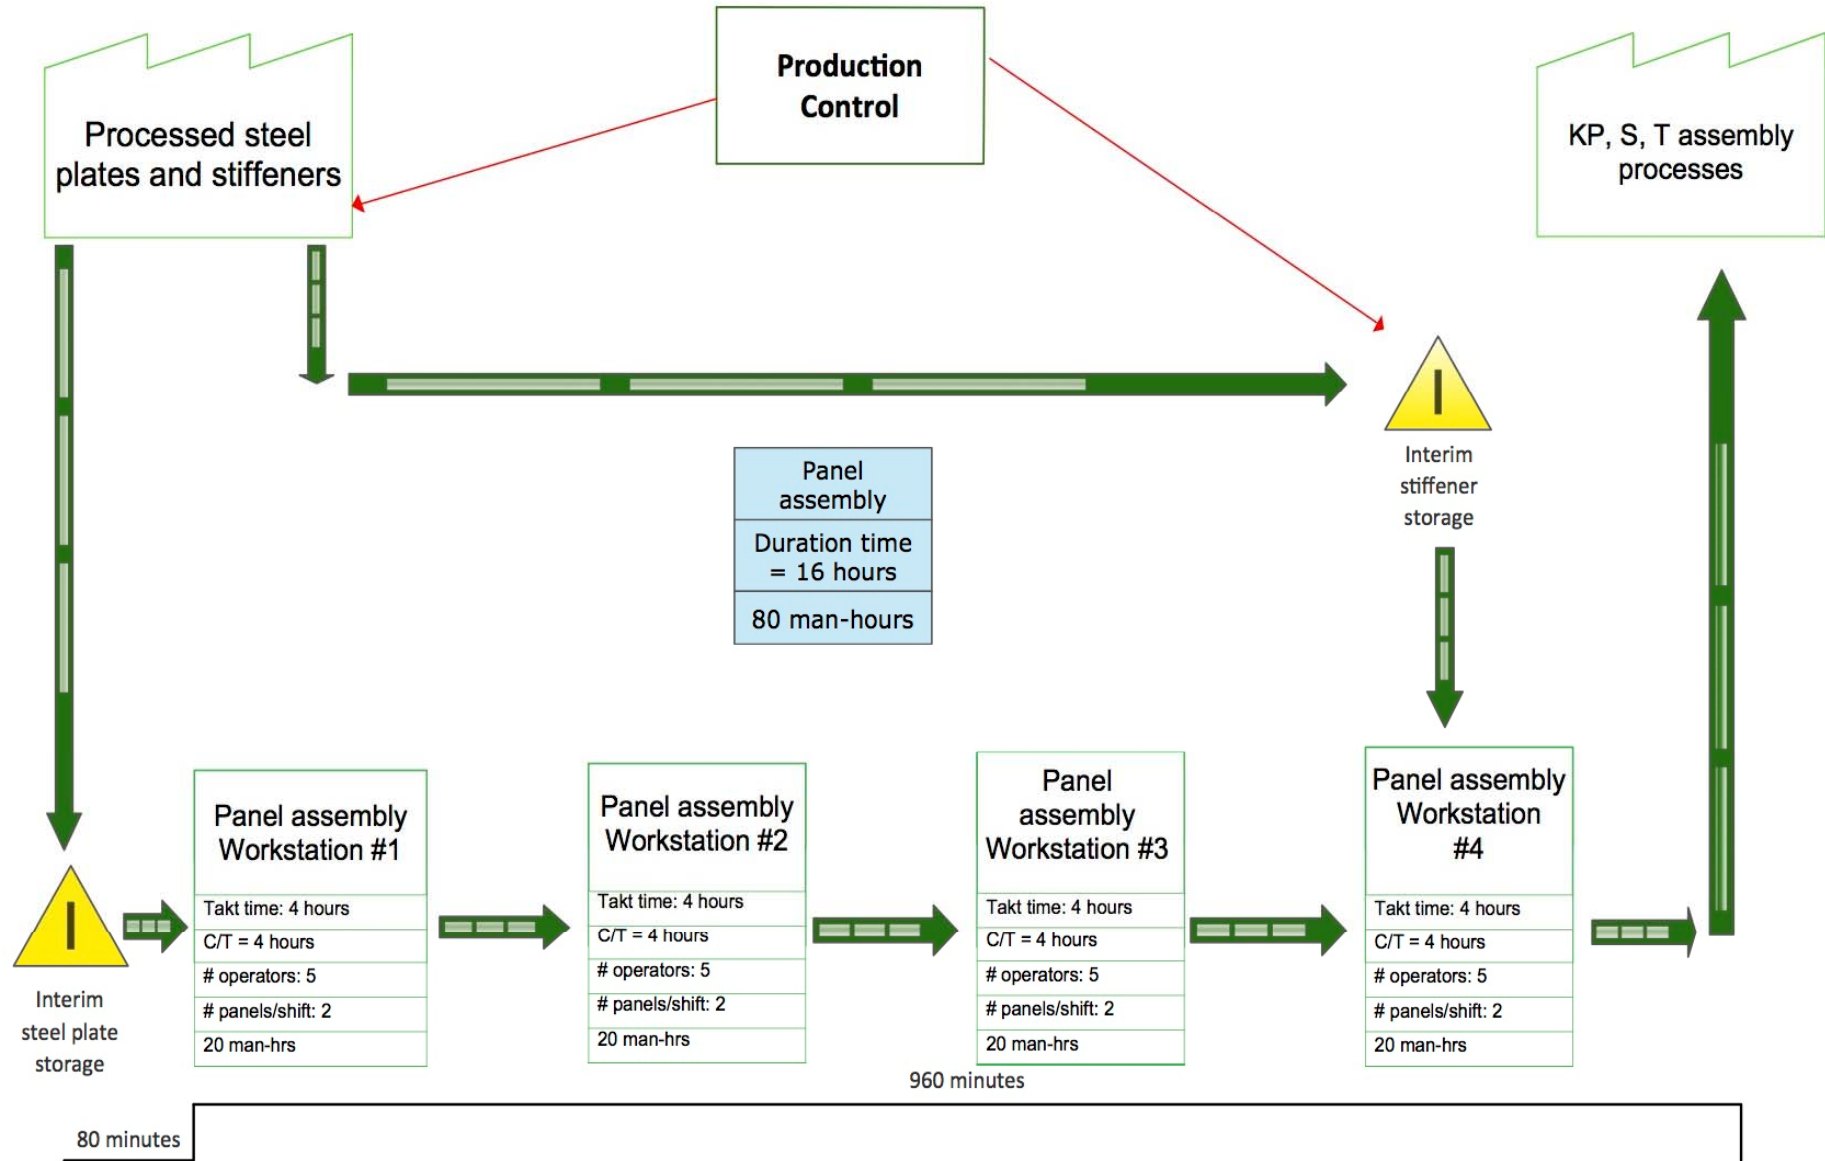 Production
Control
Processed steel
plates and stiffeners
KP, S, T assembly
processes
I
Interim
stiffener
storage
Panel
assembly
Duration time
= 16 hours
80 man-hours
I
Interim
steel plate
storage
Panel assembly
Workstation #1
Takt time: 4 hours
C/T = 4 hours
# operators: 5
# panels/shift: 2
20 man-hrs
Panel assembly
Workstation #2
Takt time: 4 hours
C/T = 4 hours
# operators: 5
# panels/shift: 2
20 man-hrs
Panel
assembly
Workstation #3
Takt time: 4 hours
C/T = 4 hours
# operators: 5
# panels/shift: 2
20 man-hrs
Panel assembly
Workstation
#4
Takt time: 4 hours
C/T = 4 hours
# operators: 5
# panels/shift: 2
20 man-hrs
960 minutes
80 minutes